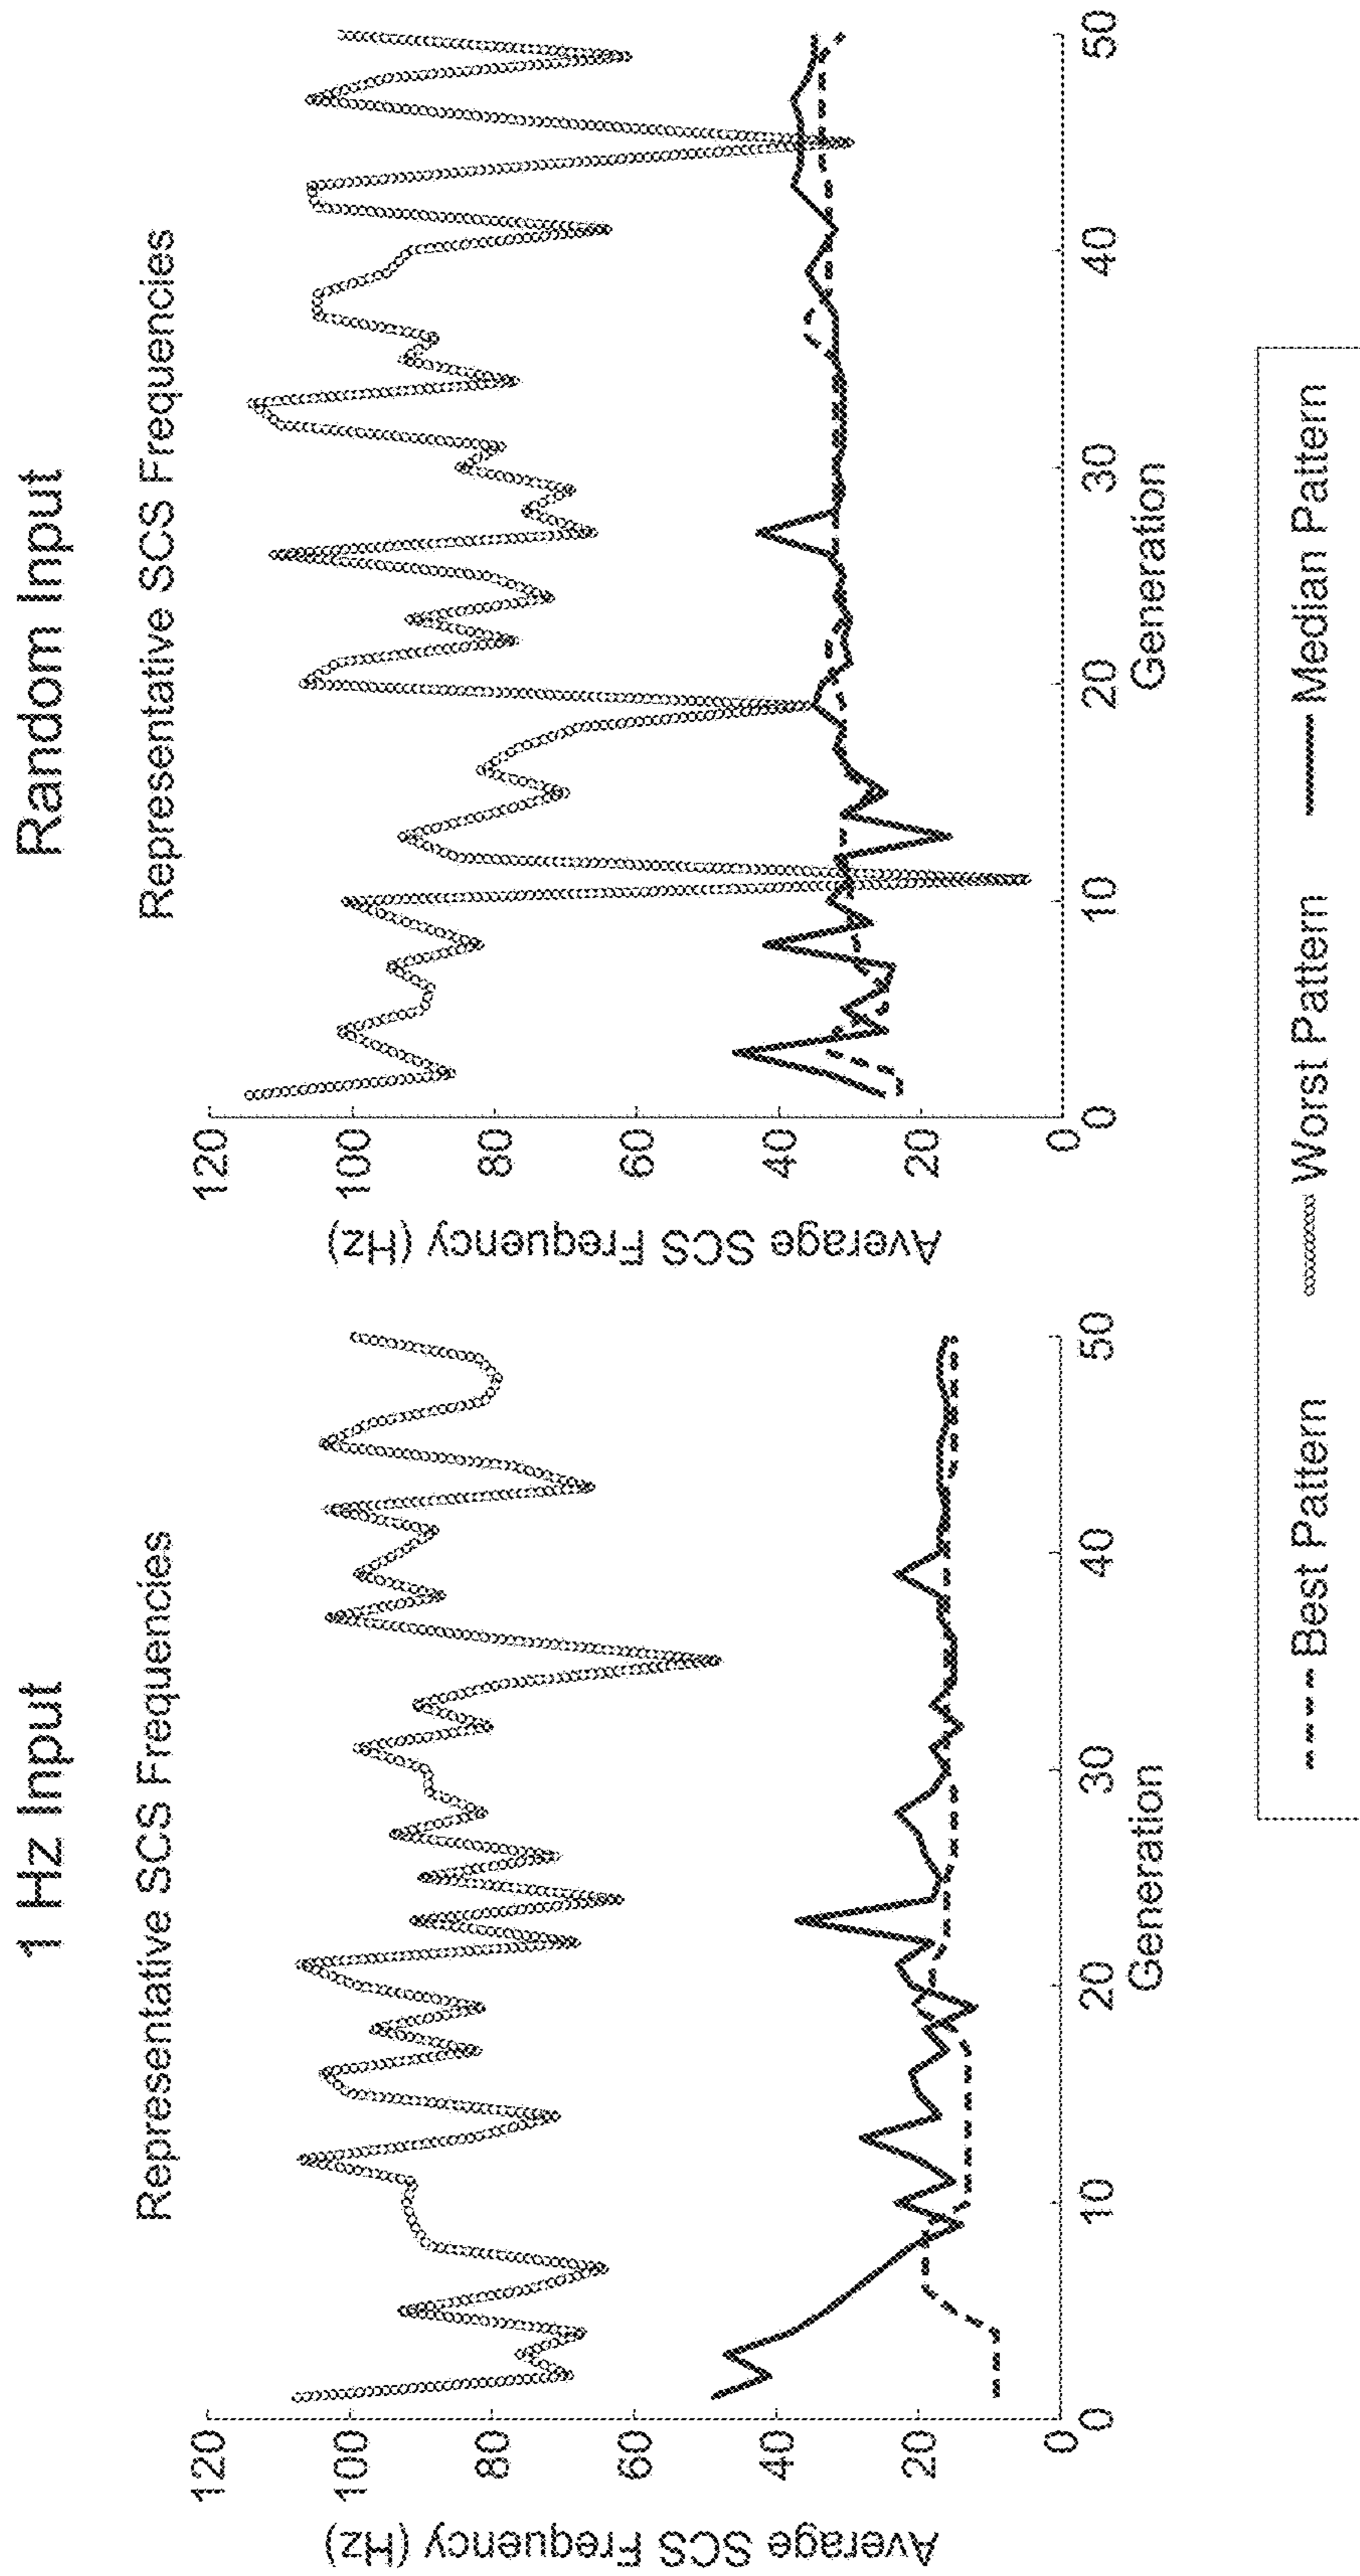 1 Hz Input
Representative SCS Frequencies
Average SCS Frequency (Hz)
120
100
80
60
40
20
0
0 10 20 30 40 50
Generation
Random Input
Representative SCS Frequencies
Average SCS Frequency (Hz)
120
100
80
60
40
20
0
0 10 20 30 40 50
Generation
Best Pattern Worst Pattern Median Pattern